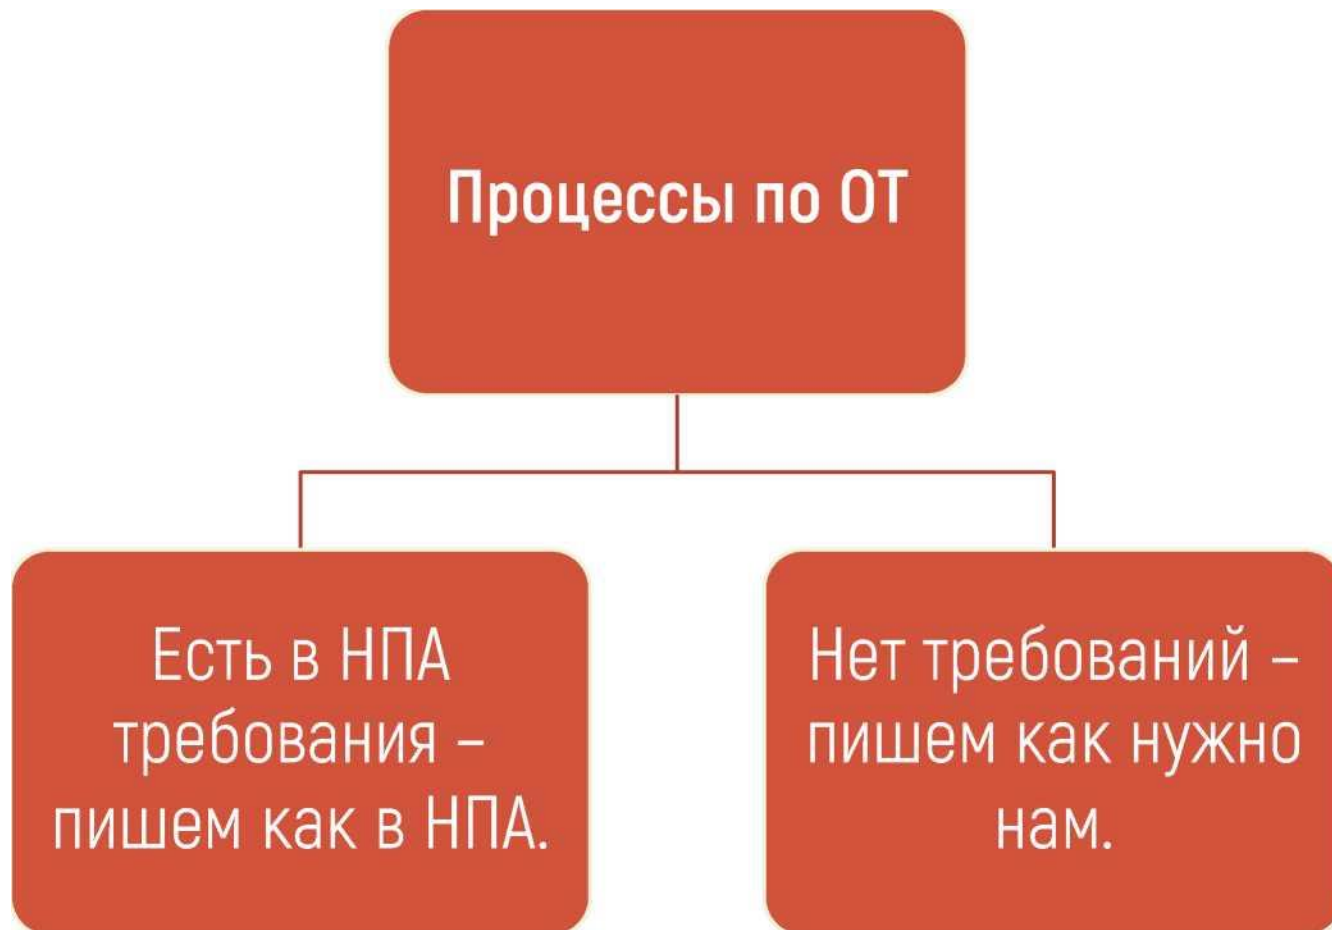 Процессы по ОТ
Есть в НПА
требования –
пишем как в НПА.
Нет требований –
пишем как нужно
нам.